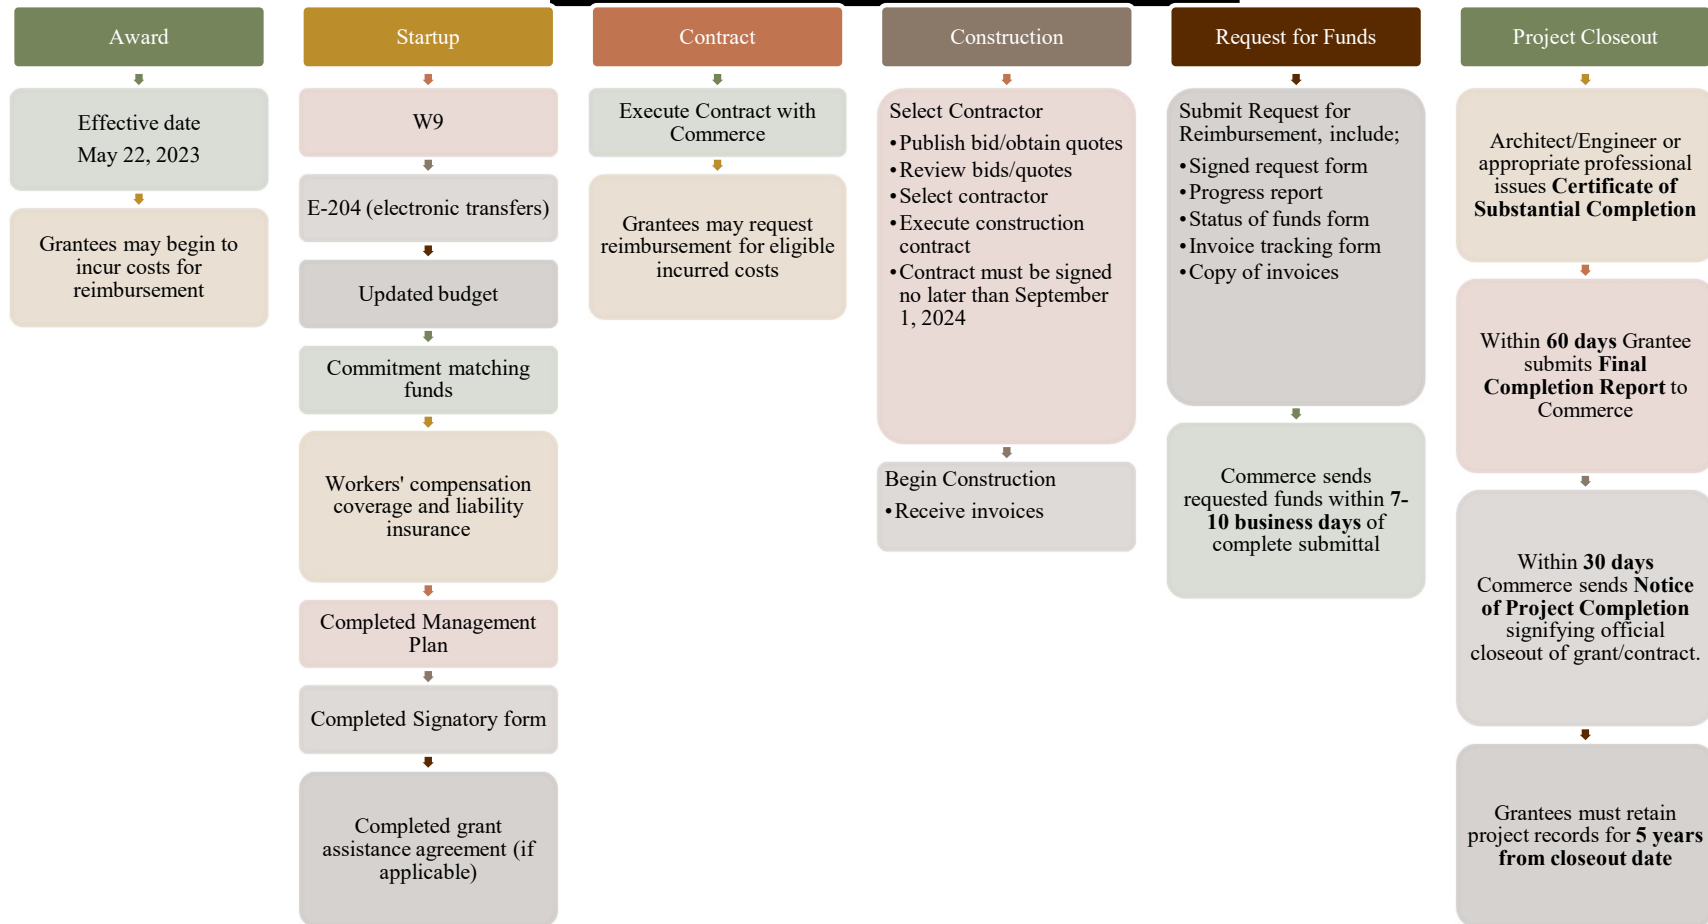 Award
Effective date
May 22, 2023
Grantees may begin to
incur costs for
reimbursement
Startup
W9
E-204 (electronic transfers)
Updated budget
Commitment matching
funds
Workers' compensation
coverage and liability
insurance
Completed Management
Plan
Completed Signatory form
Completed grant
assistance agreement (if
applicable)
Contract
Execute Contract with
Commerce
Grantees may request
reimbursement for eligible
incurred costs
Construction
Select Contractor
•Publish bid/obtain quotes
•Review bids/quotes
•Select contractor
•Execute construction
contract
•Contract must be signed
no later than September
1, 2024
Begin Construction
•Receive invoices
Request for Funds
Submit Request for
Reimbursement, include;
•Signed request form
•Progress report
•Status of funds form
•Invoice tracking form
•Copy of invoices
Commerce sends
requested funds within 7-
10 business days of
complete submittal
Project Closeout
Architect/Engineer or
appropriate professional
issues Certificate of
Substantial Completion
Within 60 days Grantee
submits Final
Completion Report to
Commerce
Within 30 days
Commerce sends Notice
of Project Completion
signifying official
closeout of grant/contract.
Grantees must retain
project records for 5 years
from closeout date